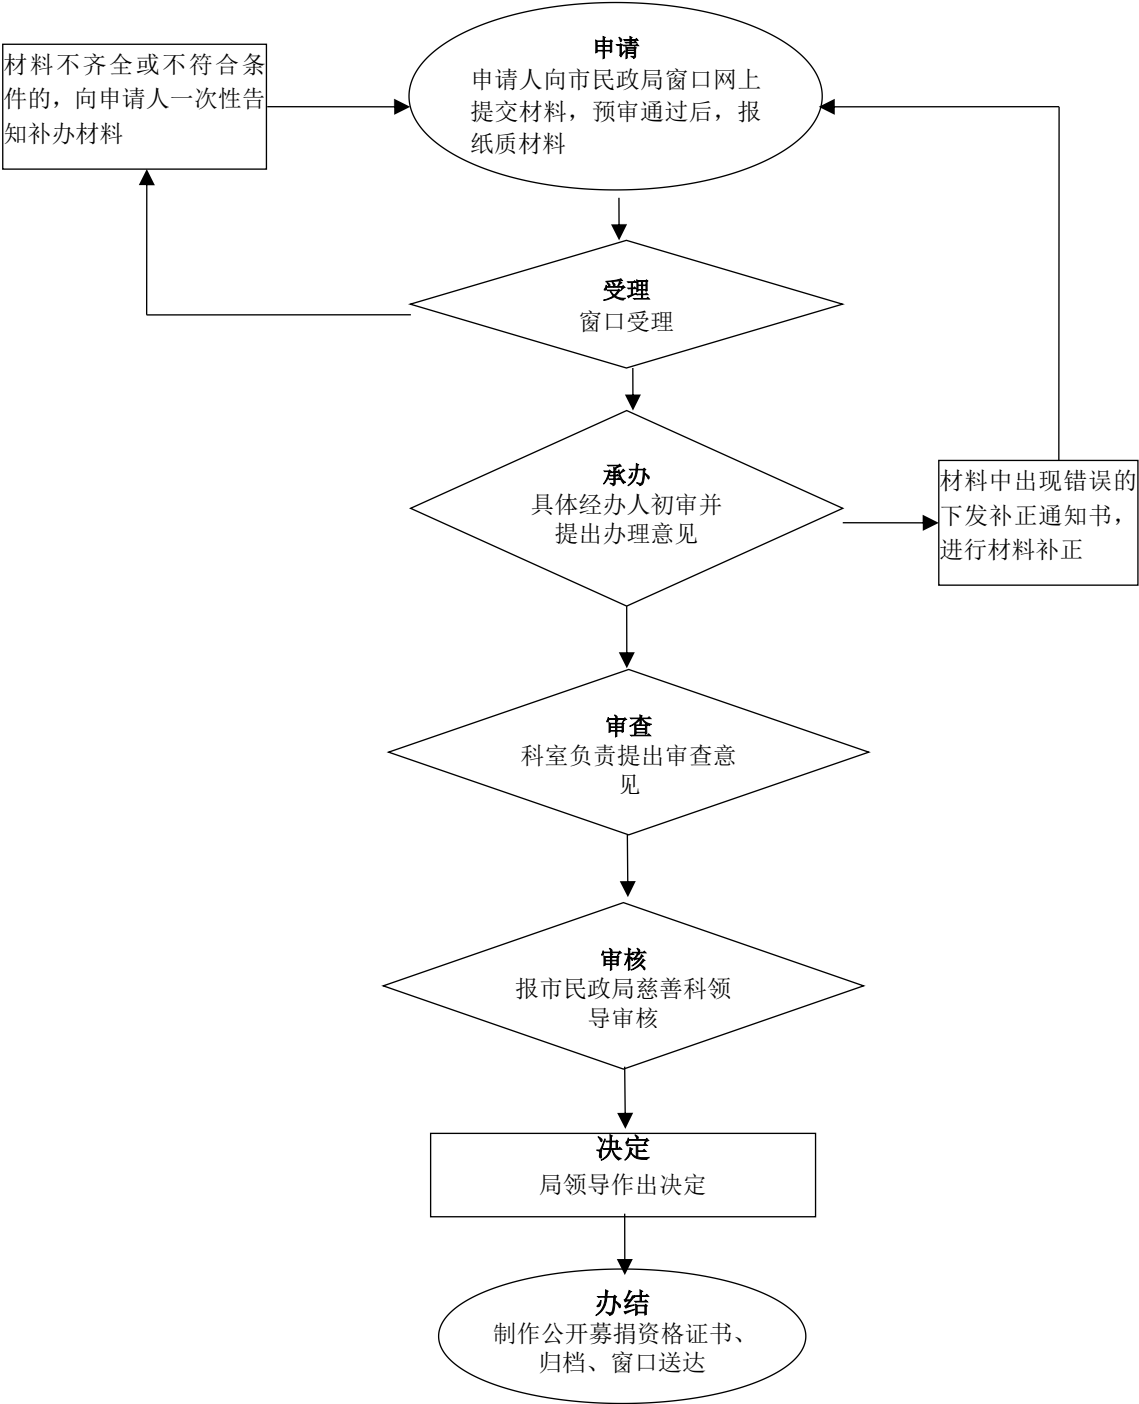 申请
申请人向市民政局窗口网上
提交材料，预审通过后，报
纸质材料
材料不齐全或不符合条
件的，向申请人一次性告
知补办材料
受理
窗口受理
承办
具体经办人初审并
提出办理意见
材料中出现错误的
下发补正通知书，
进行材料补正
审查
科室负责提出审查意
见
审核
报市民政局慈善科领
导审核
决定
局领导作出决定
办结
制作公开募捐资格证书、
归档、窗口送达